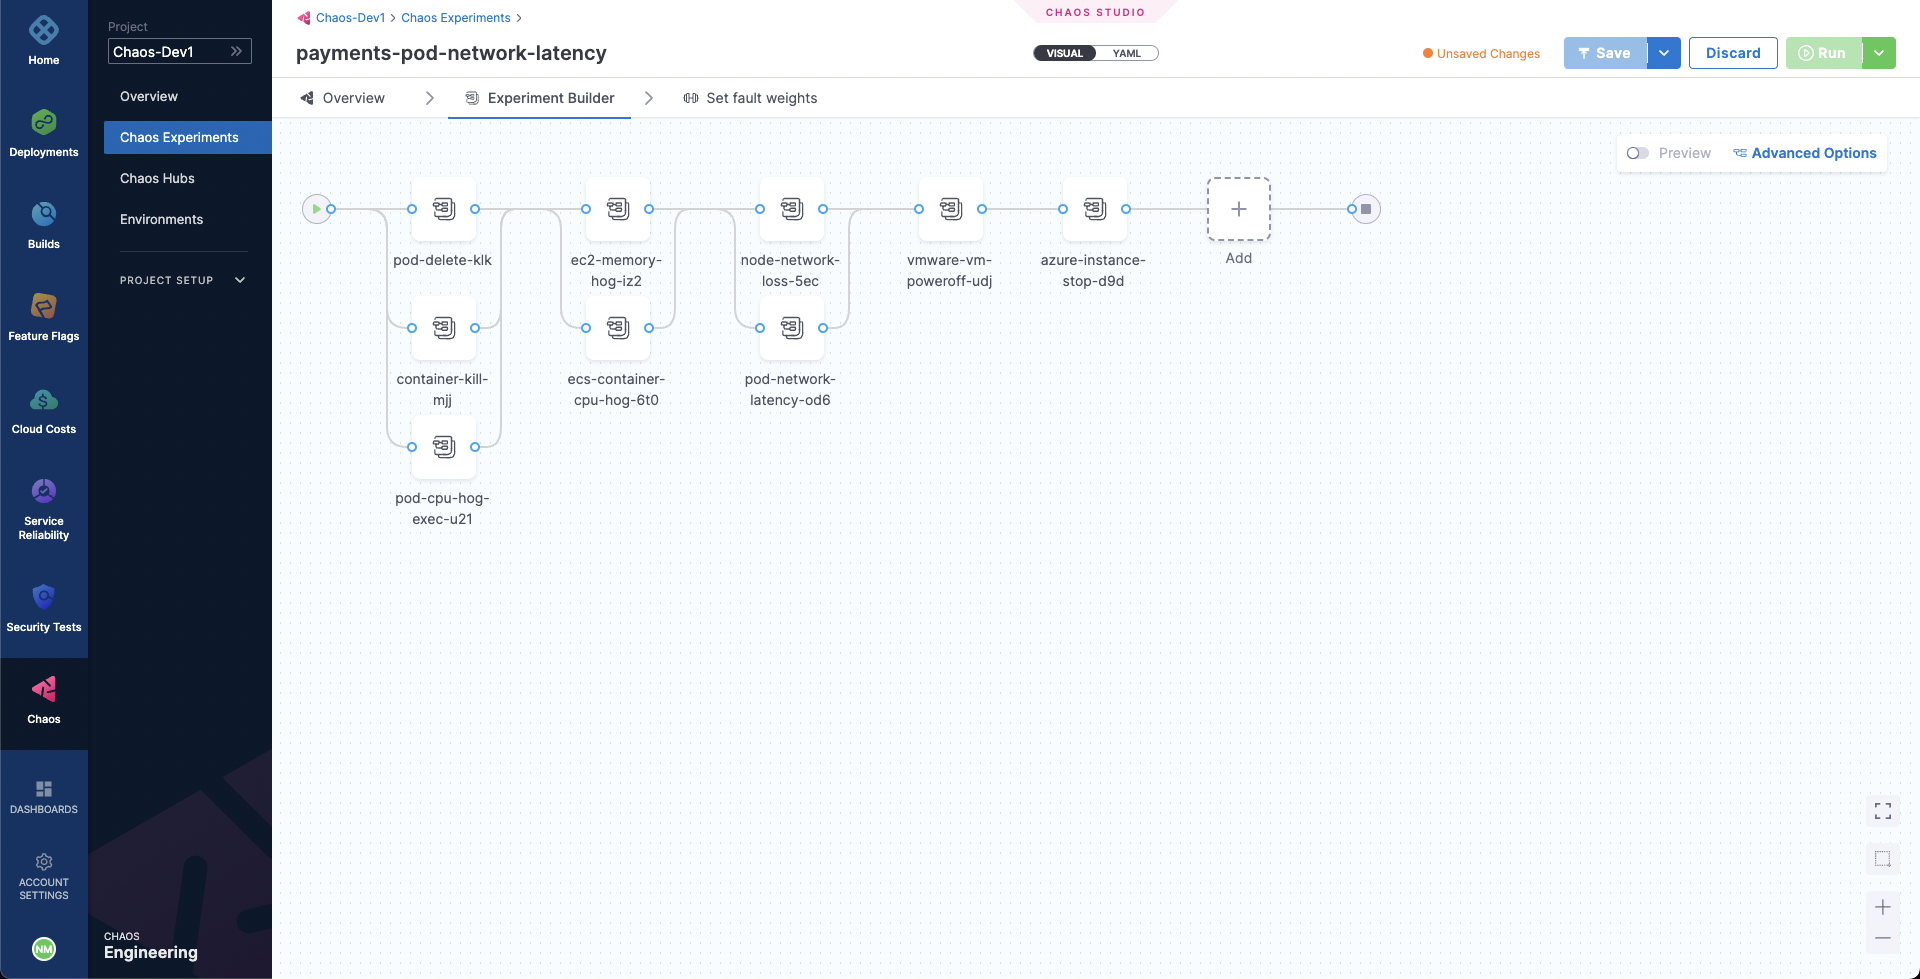 Home
Deployments
Builds
Feature Flags
Cloud Costs
Service
Reliability
Security Tests
Chaos
DASHBOARDS
ACCOUNT
SETTINGS
NM
Project
Chaos-Dev1
Overview
Chaos Experiments
Chaos Hubs
Environments
PROJECT SETUP
CHAOS
Engineering
Chaos-Dev1 > Chaos Experiments >
CHAOS STUDIO
payments-pod-network-latency
VISUAL YAML
Unsaved Changes
Save
Discard
Run
Overview
Experiment Builder
Set fault weights
Preview
Advanced Options
pod-delete-klk
ec2-memory-
hog-iz2
node-network-
loss-5ec
vmware-vm-
poweroff-udj
azure-instance-
stop-d9d
Add
container-kill-
mjj
ecs-container-
cpu-hog-6t0
pod-network-
latency-od6
pod-cpu-hog-
exec-u21